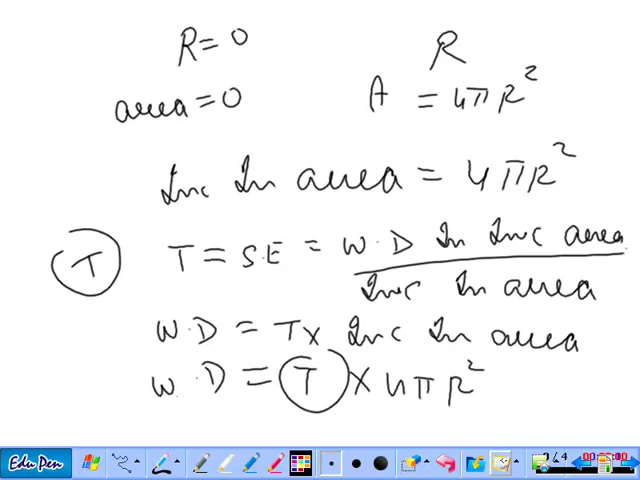 R = 0
R
area = 0
A = 4πR²
Inc In area = 4πR²
T
T = S.E = W.D In Inc area
Inc In area
W.D = T× Inc In area
W.D = T × 4πR²
Edu Pen